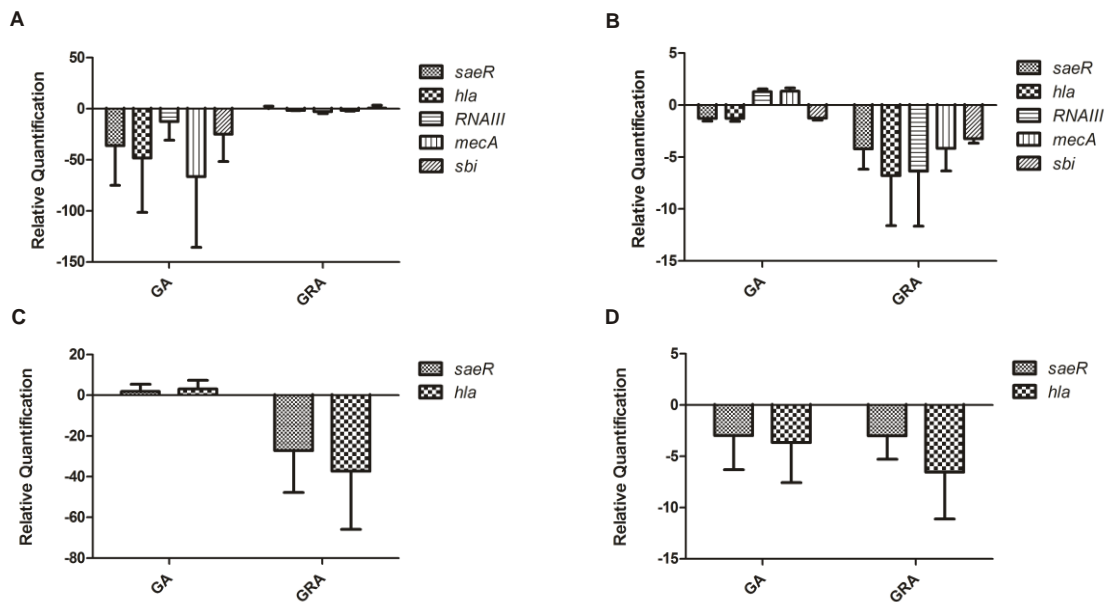 A
Relative Quantification
50
0
-50
-100
-150
GA
GRA
saeR
hla
RNAIII
mecA
sbi
B
Relative Quantification
5
0
-5
-10
-15
GA
GRA
saeR
hla
RNAIII
mecA
sbi
C
Relative Quantification
20
0
-20
-40
-60
-80
GA
GRA
saeR
hla
D
Relative Quantification
5
0
-5
-10
-15
GA
GRA
saeR
hla